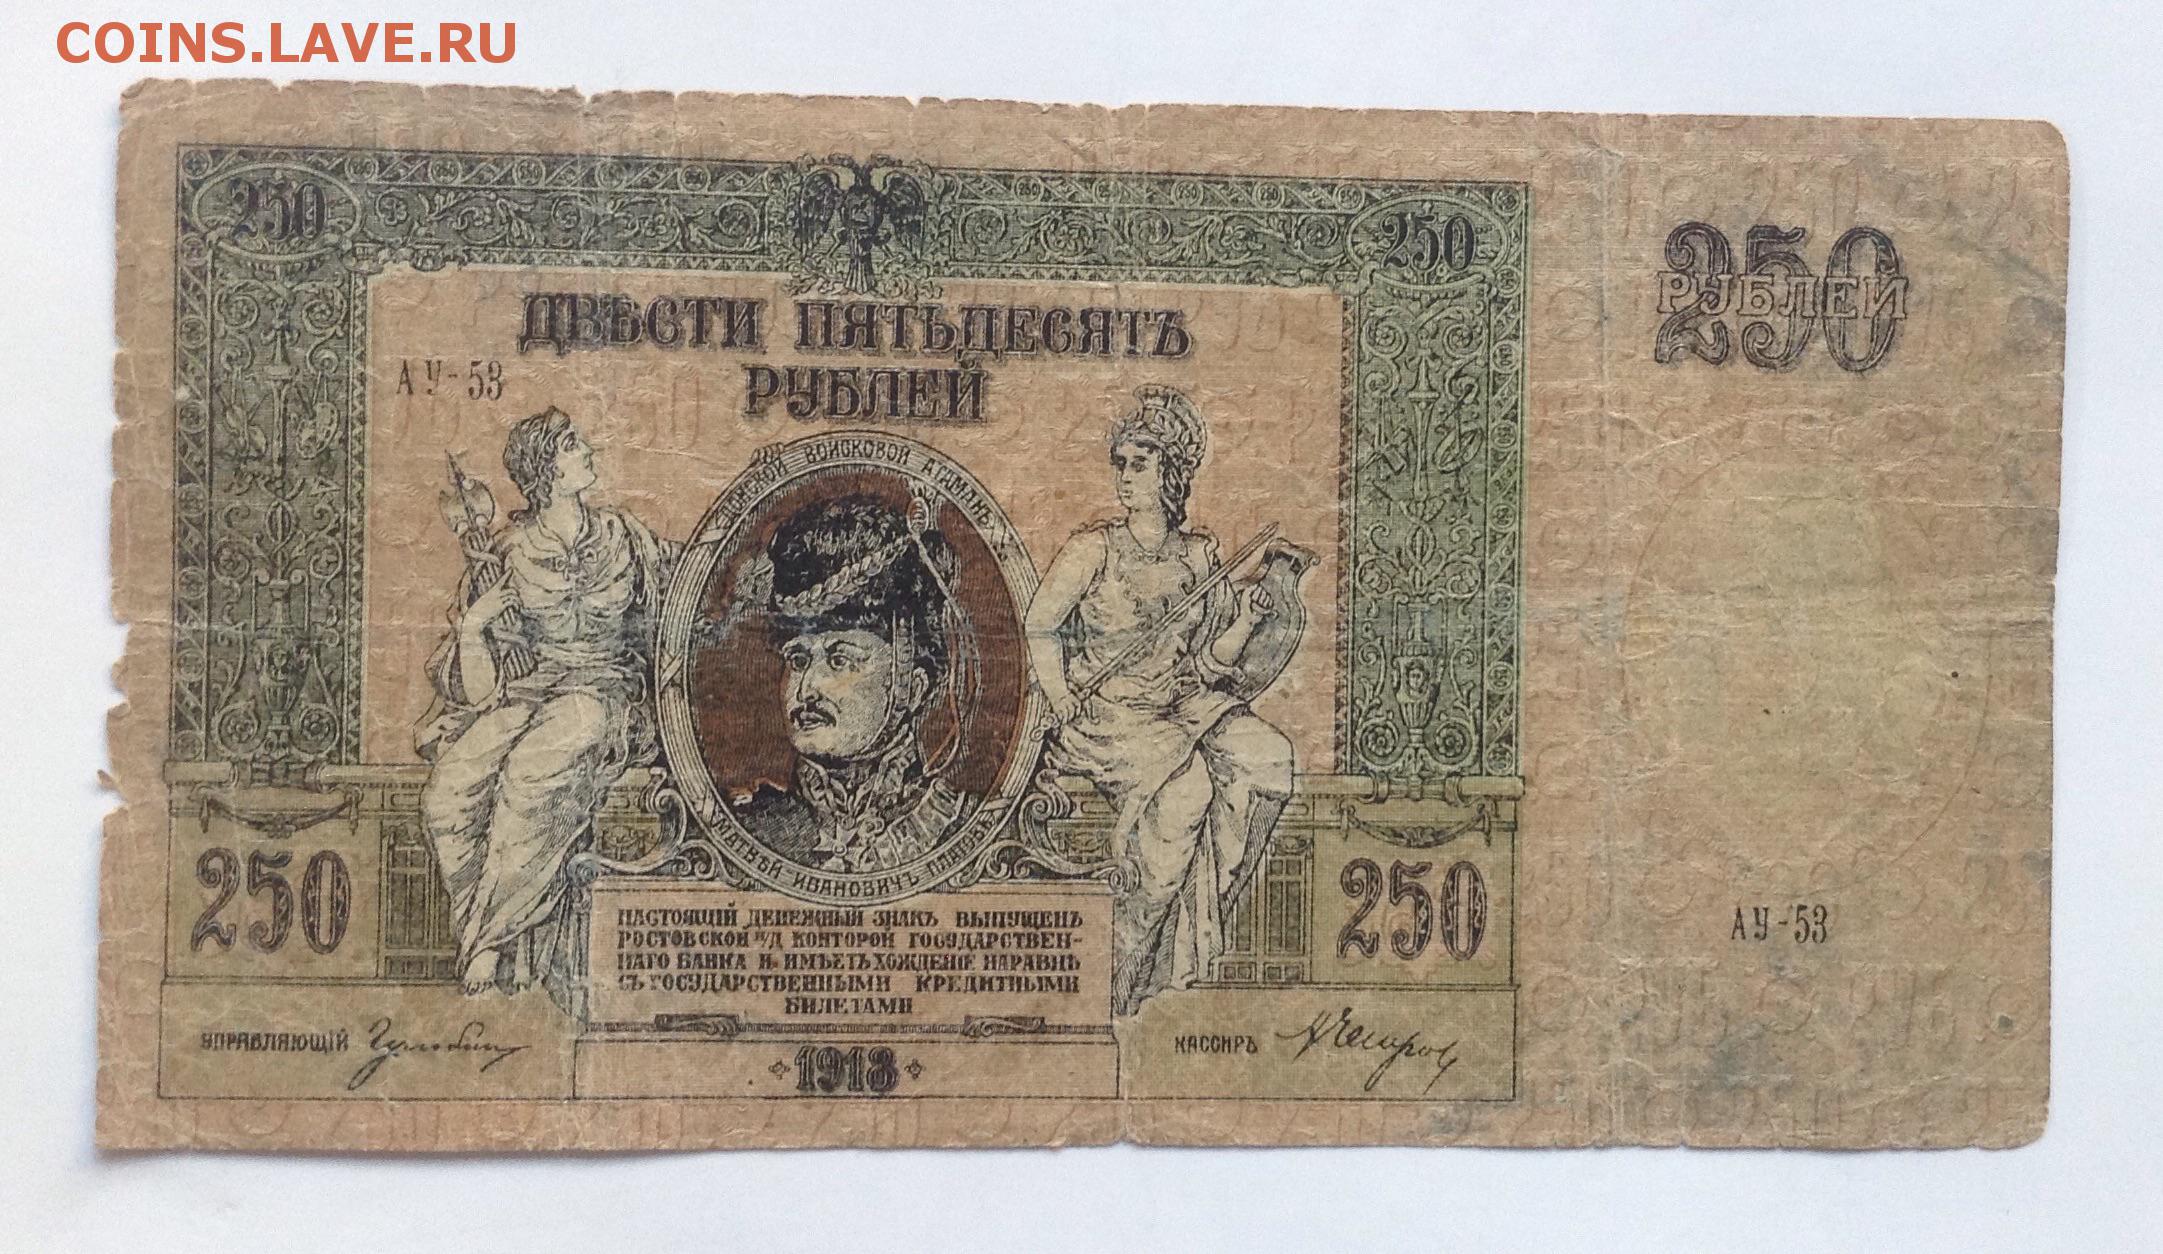 COINS.LAVE.RU
250
250
ДВѢСТИ ПЯТЬДЕСЯТЪ
РУБЛЕЙ
250
РУБЛЕЙ
АУ-53
ДОНСКОЙ ВОЙСКОВОЙ АТАМАНЪ
МАТВѢЙ ИВАНОВИЧЪ ПЛАТОВЪ
250
250
НАСТОЯЩІЙ ДЕНЕЖНЫЙ ЗНАКЪ ВЫПУЩЕНЪ
РОСТОВСКОЙ Н/Д КОНТОРОЙ ГОСУДАРСТВЕН-
НАГО БАНКА И ИМѢЕТЪ ХОЖДЕНІЕ НАРАВНѢ
СЪ ГОСУДАРСТВЕННЫМИ КРЕДИТНЫМИ
БИЛЕТАМИ
АУ-53
УПРАВЛЯЮЩІЙ
КАССИРЪ
1918